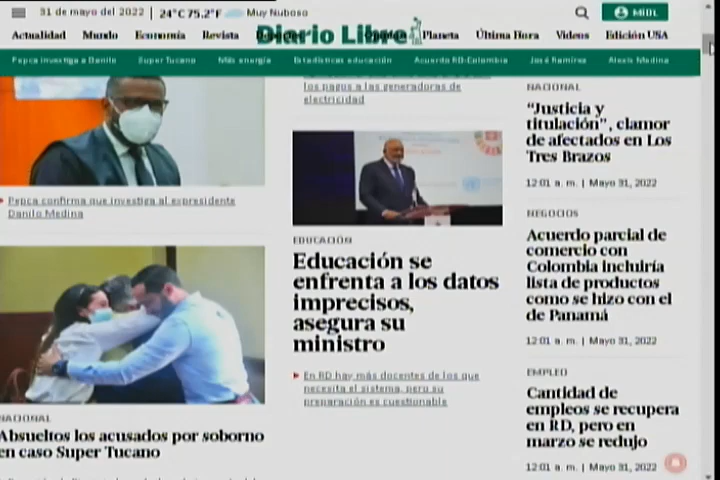 31 de mayo del 2022 | 24°C 75.2°F Muy Nuboso
MiDL
Diario Libre
Actualidad Mundo Economía Revista Planeta Última Hora Videos Edición USA
Pepca investiga a Danilo Super Tucano Más energía Estadísticas educación Acuerdo RD-Colombia José Ramírez Alexis Medina
Pepca confirma que investiga al expresidente
Danilo Medina
NACIONAL
Absueltos los acusados por soborno
en caso Super Tucano
los pagos a las generadoras de
electricidad
EDUCACIÓN
Educación se
enfrenta a los datos
imprecisos,
asegura su
ministro
En RD hay más docentes de los que
necesita el sistema, pero su
preparación es cuestionable
NACIONAL
“Justicia y
titulación”, clamor
de afectados en Los
Tres Brazos
12:01 a. m. | Mayo 31, 2022
NEGOCIOS
Acuerdo parcial de
comercio con
Colombia incluiría
lista de productos
como se hizo con el
de Panamá
12:01 a. m. | Mayo 31, 2022
EMPLEO
Cantidad de
empleos se recupera
en RD, pero en
marzo se redujo
12:01 a. m. | Mayo 31, 2022